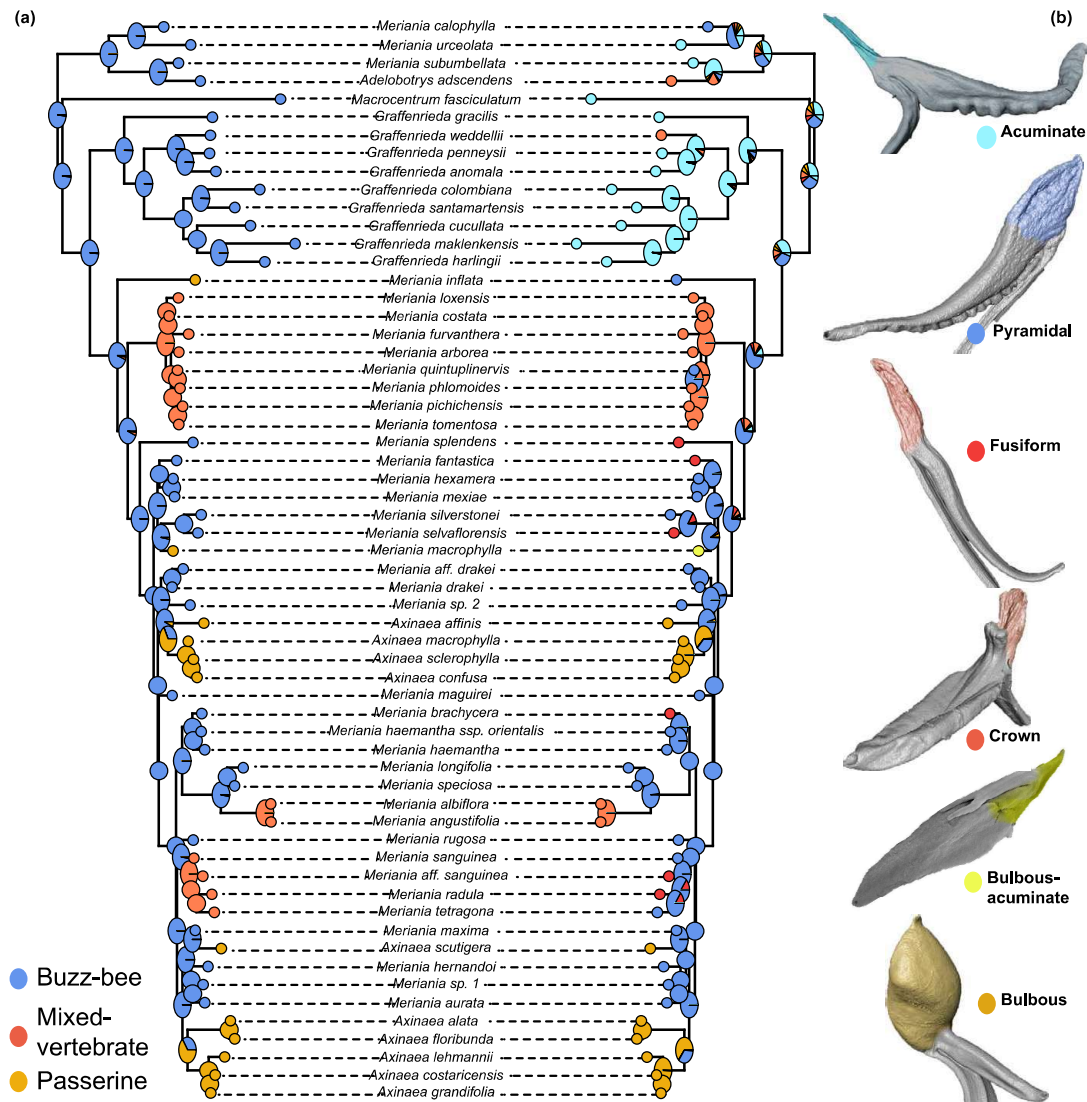 (a)
(b)
Meriania calophylla
Meriania urceolata
Meriania subumbellata
Adelobotrys adscendens
Macrocentrum fasciculatum
Graffenrieda gracilis
Graffenrieda weddellii
Graffenrieda penneysii
Graffenrieda anomala
Graffenrieda colombiana
Graffenrieda santamartensis
Graffenrieda cucullata
Graffenrieda maklenkensis
Graffenrieda harlingii
Meriania inflata
Meriania loxensis
Meriania costata
Meriania furvanthera
Meriania arborea
Meriania quintuplinervis
Meriania phlomoides
Meriania pichichensis
Meriania tomentosa
Meriania splendens
Meriania fantastica
Meriania hexamera
Meriania mexiae
Meriania silverstonei
Meriania selvaflorensis
Meriania macrophylla
Meriania aff. drakei
Meriania drakei
Meriania sp. 2
Axinaea affinis
Axinaea macrophylla
Axinaea sclerophylla
Axinaea confusa
Meriania maguirei
Meriania brachycera
Meriania haemantha ssp. orientalis
Meriania haemantha
Meriania longifolia
Meriania speciosa
Meriania albiflora
Meriania angustifolia
Meriania rugosa
Meriania sanguinea
Meriania aff. sanguinea
Meriania radula
Meriania tetragona
Meriania maxima
Axinaea scutigera
Meriania hernandoi
Meriania sp. 1
Meriania aurata
Axinaea alata
Axinaea floribunda
Axinaea lehmannii
Axinaea costaricensis
Axinaea grandifolia
Buzz-bee
Mixed-
vertebrate
Passerine
Acuminate
Pyramidal
Fusiform
Crown
Bulbous-
acuminate
Bulbous